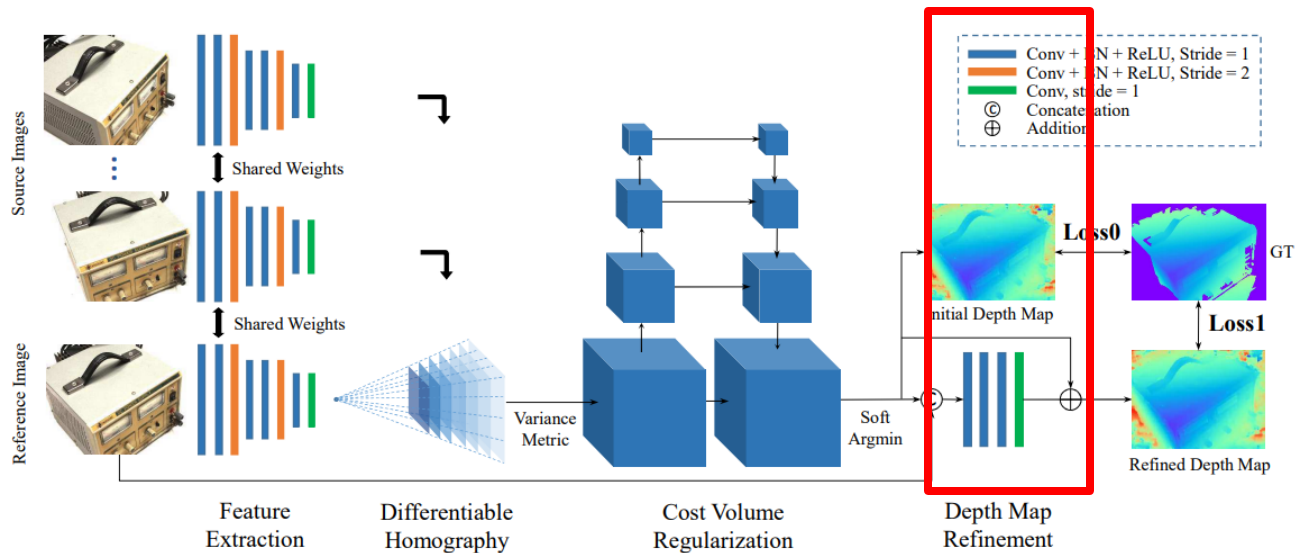 Conv + BN + ReLU, Stride = 1
Conv + BN + ReLU, Stride = 2
Conv, stride = 1
C Concatenation
Addition
Source Images
Shared Weights
Shared Weights
Reference Image
Variance
Metric
Soft
Argmin
Loss0
GT
Initial Depth Map
Loss1
C
Refined Depth Map
Feature
Extraction
Differentiable
Homography
Cost Volume
Regularization
Depth Map
Refinement